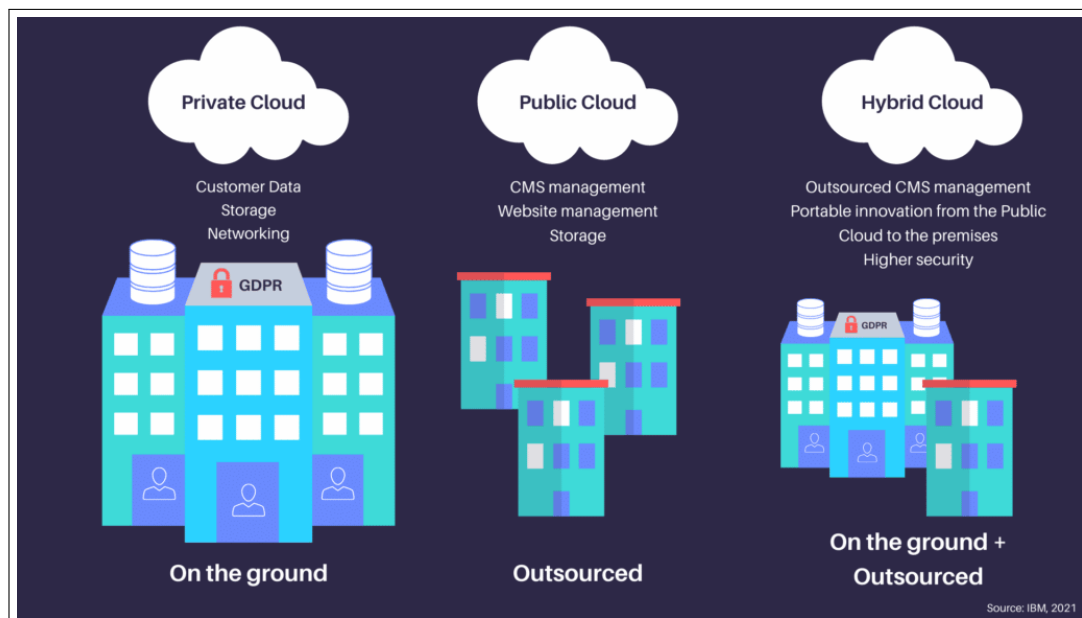 Private Cloud
Customer Data
Storage
Networking
GDPR
On the ground
Public Cloud
CMS management
Website management
Storage
Outsourced
Hybrid Cloud
Outsourced CMS management
Portable innovation from the Public
Cloud to the premises
Higher security
GDPR
On the ground +
Outsourced
Source: IBM, 2021